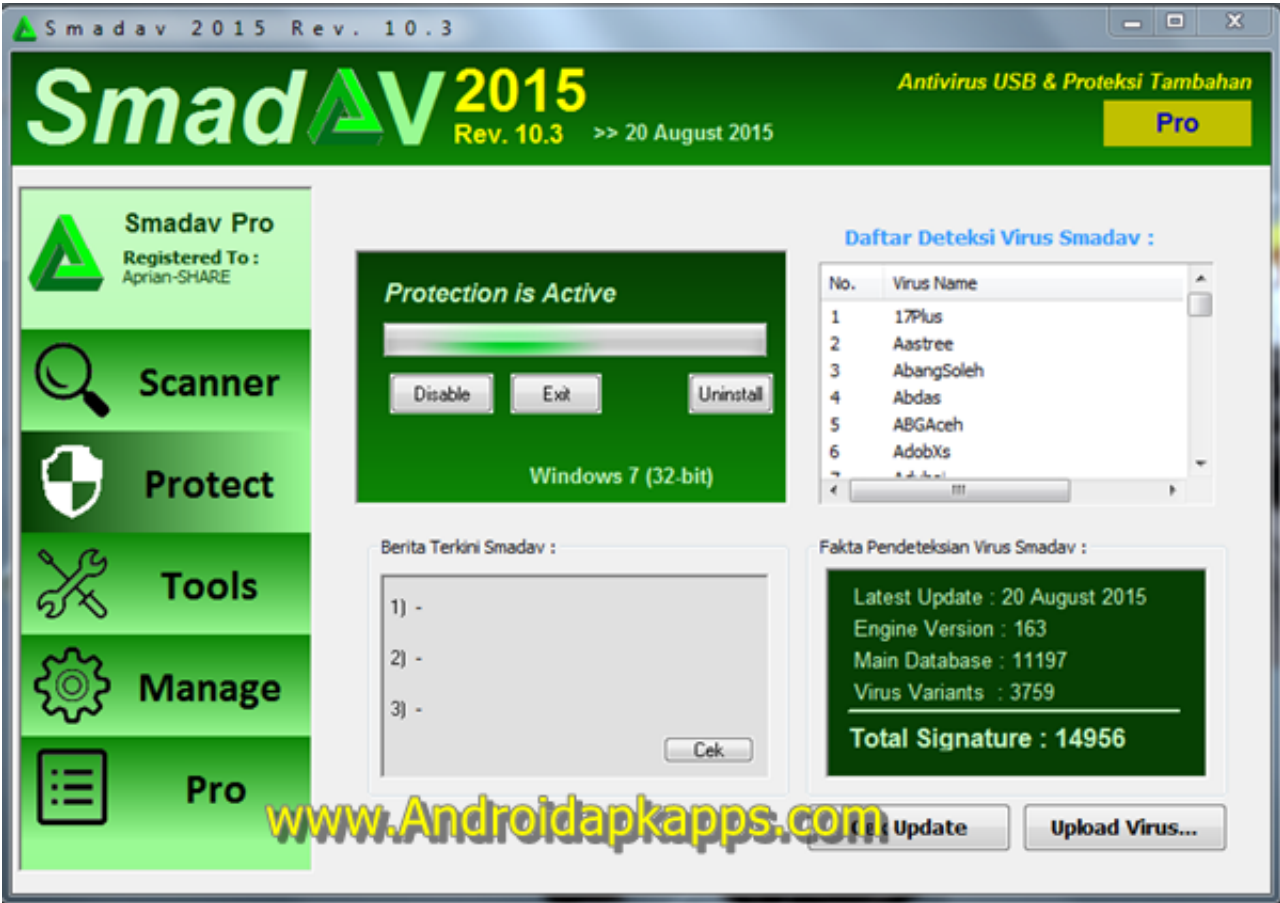 Smadav 2015 Rev. 10.3
SmadAV 2015
Rev. 10.3 >> 20 August 2015
Antivirus USB & Proteksi Tambahan
Pro
Smadav Pro
Registered To :
Aprian-SHARE
Scanner
Protect
Tools
Manage
Pro
Protection is Active
Disable Exit Uninstall
Windows 7 (32-bit)
Daftar Deteksi Virus Smadav :
No. Virus Name
1 17Plus
2 Aastree
3 AbangSoleh
4 Abdas
5 ABGAceh
6 AdobXs
Berita Terkini Smadav :
1) -
2) -
3) -
Cek
Fakta Pendeteksian Virus Smadav :
Latest Update : 20 August 2015
Engine Version : 163
Main Database : 11197
Virus Variants : 3759
Total Signature : 14956
www.Androidapkapps.com
Cek Update
Upload Virus...